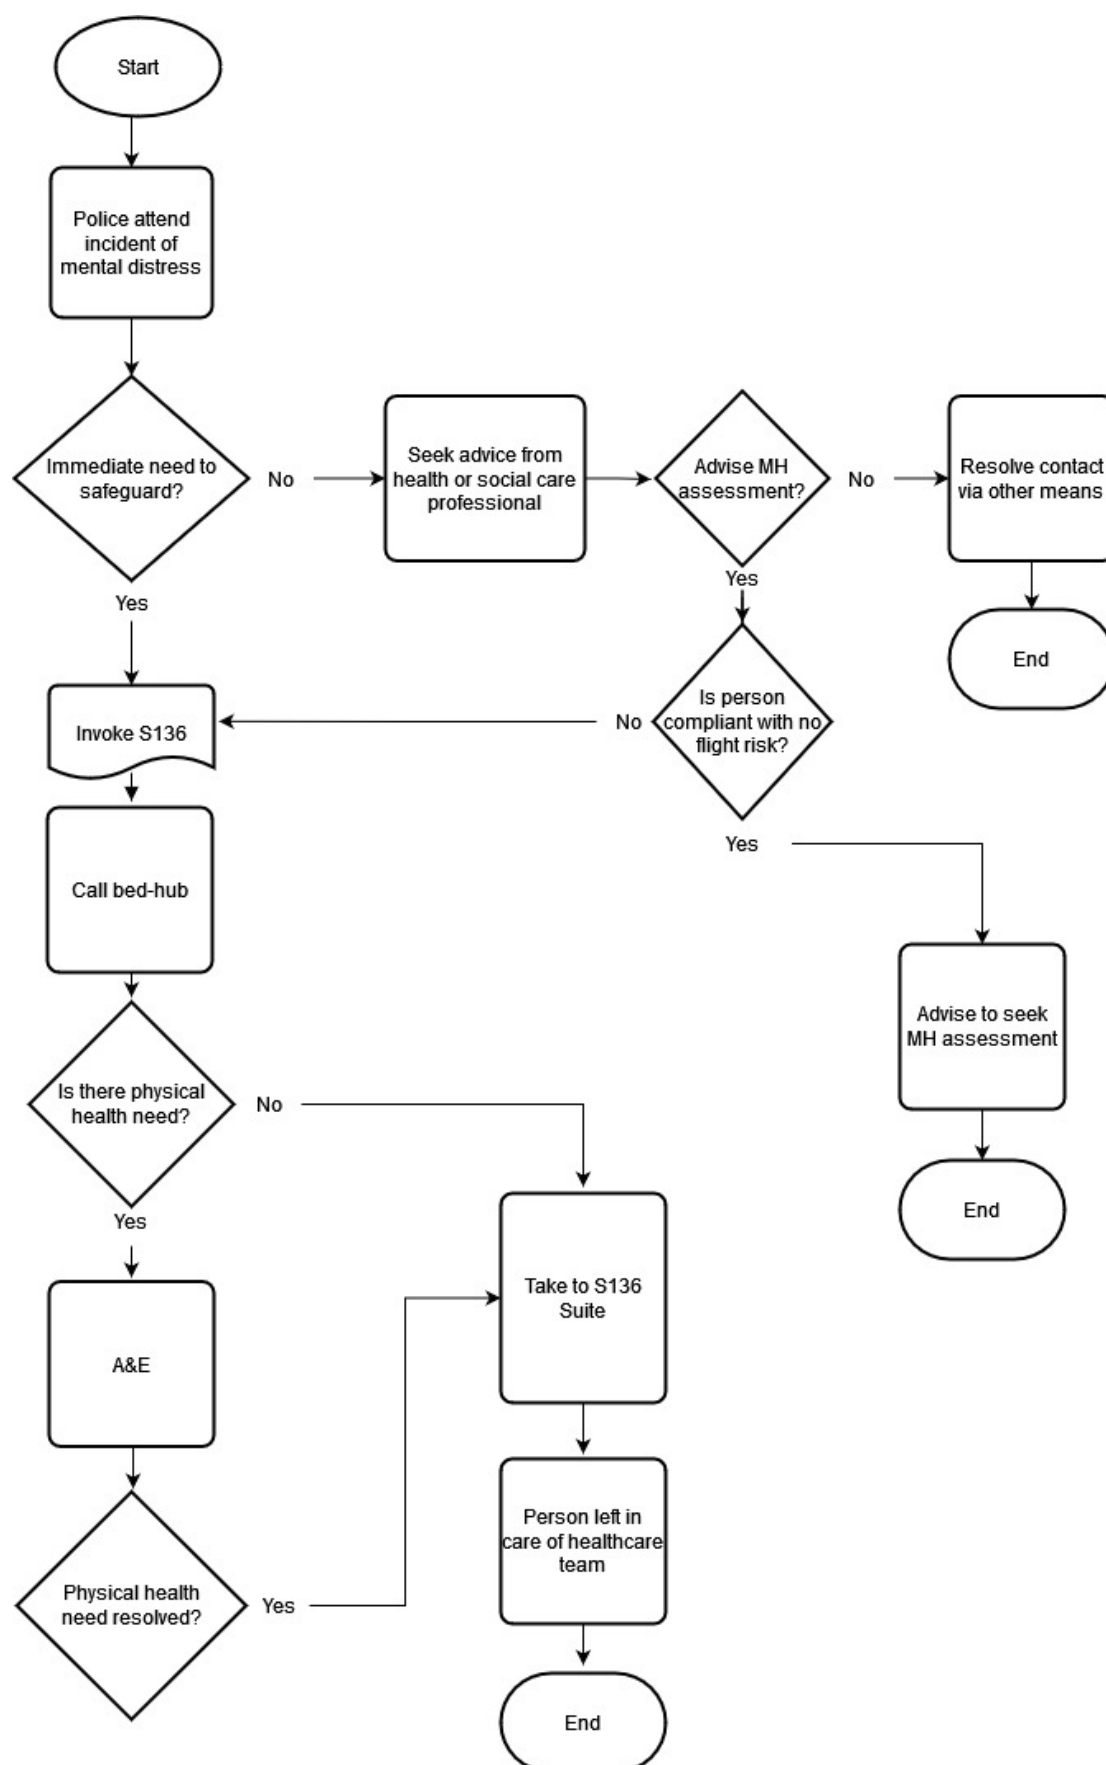 Start
Police attend
incident of
mental distress
Immediate need to
safeguard?
No
Seek advice from
health or social care
professional
Advise MH
assessment?
No
Resolve contact
via other means
Yes
Yes
End
Is person
compliant with no
flight risk?
No
Invoke S136
Yes
Call bed-hub
Advise to seek
MH assessment
Is there physical
health need?
No
Yes
End
Take to S136
Suite
A&E
Person left in
care of healthcare
team
Physical health
need resolved?
Yes
End